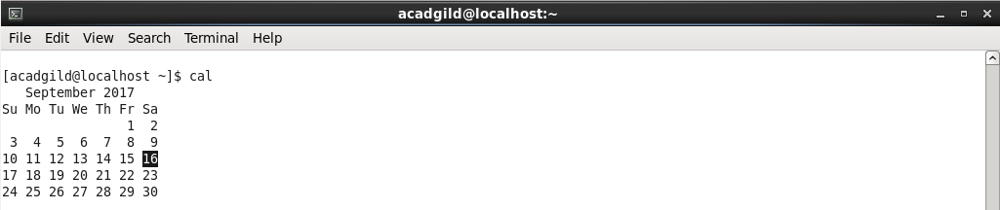 acadgild@localhost:~
File Edit View Search Terminal Help
[acadgild@localhost ~]$ cal
   September 2017
Su Mo Tu We Th Fr Sa
                1  2
 3  4  5  6  7  8  9
10 11 12 13 14 15 16
17 18 19 20 21 22 23
24 25 26 27 28 29 30